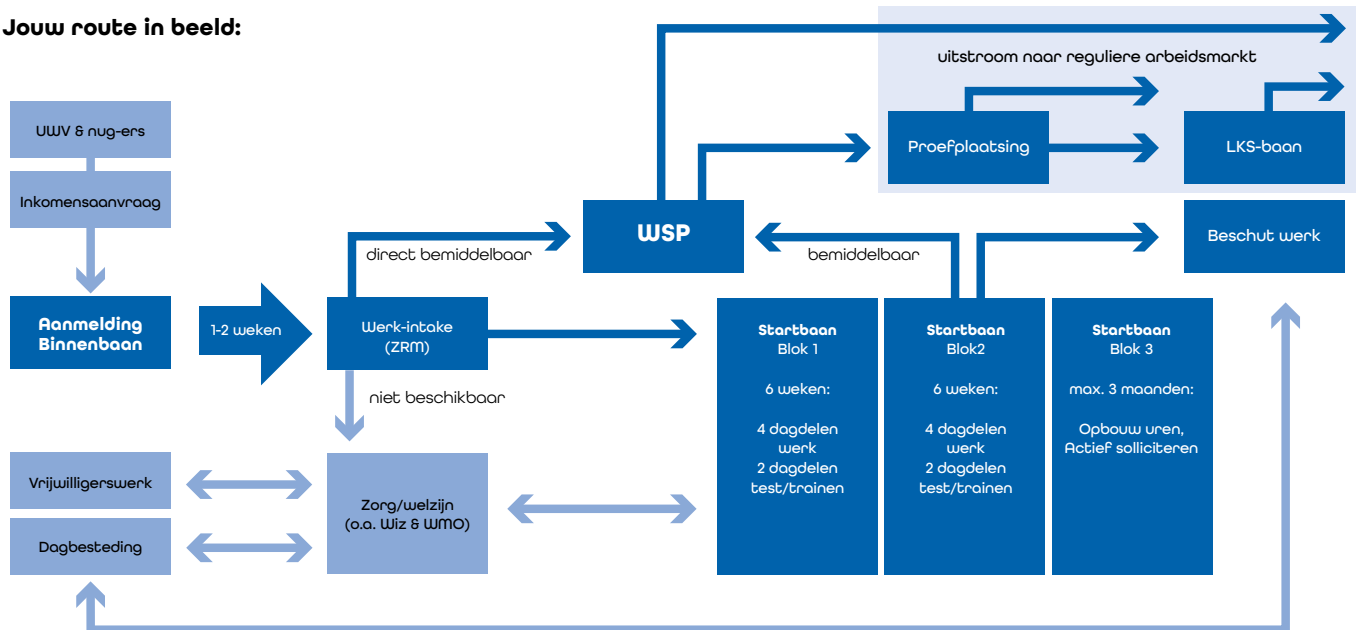 Jouw route in beeld:
uitstroom naar reguliere arbeidsmarkt
UWV & nug-ers
Inkomensaanvraag
Proefplaatsing
LKS-baan
WSP
Beschut werk
direct bemiddelbaar
bemiddelbaar
Aanmelding
Binnenbaan
1-2 weken
Werk-intake
(ZRM)
niet beschikbaar
Startbaan
Blok 1
6 weken:
4 dagdelen
werk
2 dagdelen
test/trainen
Startbaan
Blok2
6 weken:
4 dagdelen
werk
2 dagdelen
test/trainen
Startbaan
Blok 3
max. 3 maanden:
Opbouw uren,
Actief solliciteren
Vrijwilligerswerk
Dagbesteding
Zorg/welzijn
(o.a. Wiz & WMO)